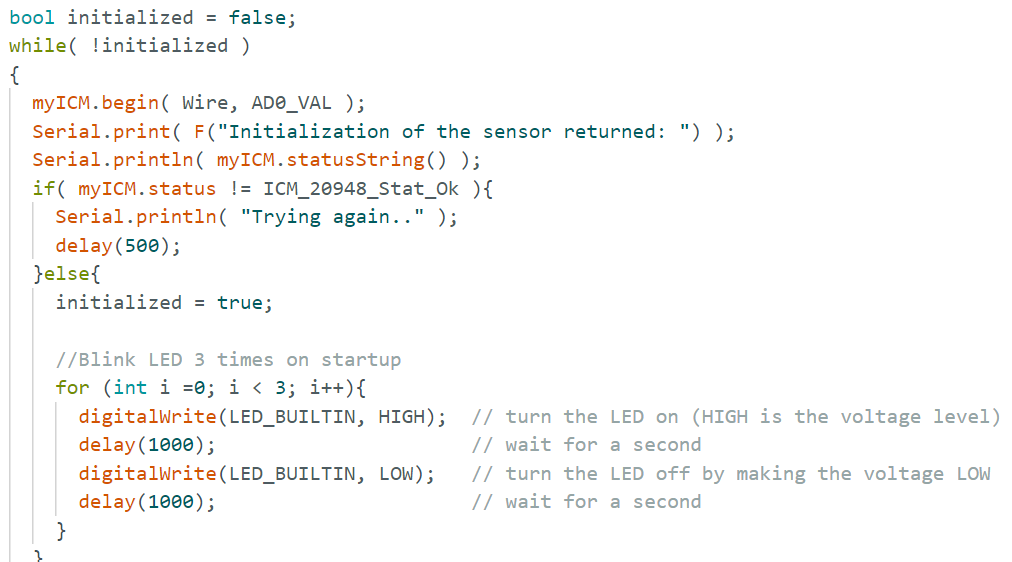 bool initialized = false;
while( !initialized )
{
myICM.begin( Wire, AD0_VAL );
Serial.print( F("Initialization of the sensor returned: ") );
Serial.println( myICM.statusString() );
if( myICM.status != ICM_20948_Stat_Ok ){
Serial.println( "Trying again.." );
delay(500);
}else{
initialized = true;
//Blink LED 3 times on startup
for (int i =0; i < 3; i++){
digitalWrite(LED_BUILTIN, HIGH);  // turn the LED on (HIGH is the voltage level)
delay(1000);                      // wait for a second
digitalWrite(LED_BUILTIN, LOW);   // turn the LED off by making the voltage LOW
delay(1000);                      // wait for a second
}
}